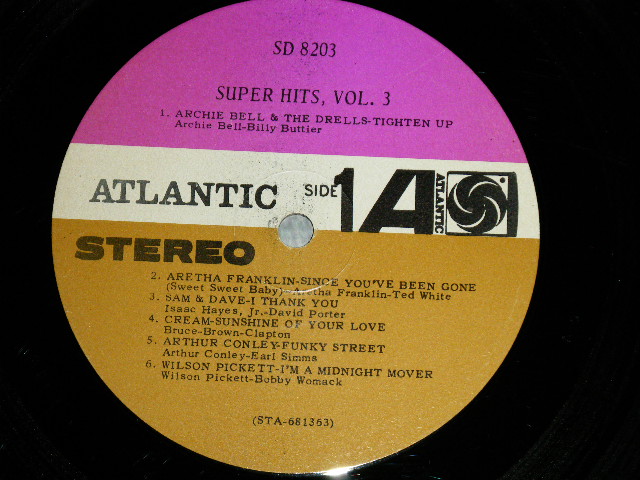 SD 8203
SUPER HITS, VOL. 3
1. ARCHIE BELL & THE DRELLS-TIGHTEN UP
Archie Bell-Billy Buttier
ATLANTIC SIDE 1 A ATLANTIC
STEREO
2. ARETHA FRANKLIN-SINCE YOU'VE BEEN GONE
(Sweet Sweet Baby)-Aretha Franklin-Ted White
3. SAM & DAVE-I THANK YOU
Isaac Hayes, Jr.-David Porter
4. CREAM-SUNSHINE OF YOUR LOVE
Bruce-Brown-Clapton
5. ARTHUR CONLEY-FUNKY STREET
Arthur Conley-Earl Simms
6. WILSON PICKETT-I'M A MIDNIGHT MOVER
Wilson Pickett-Bobby Womack
(STA-681363)